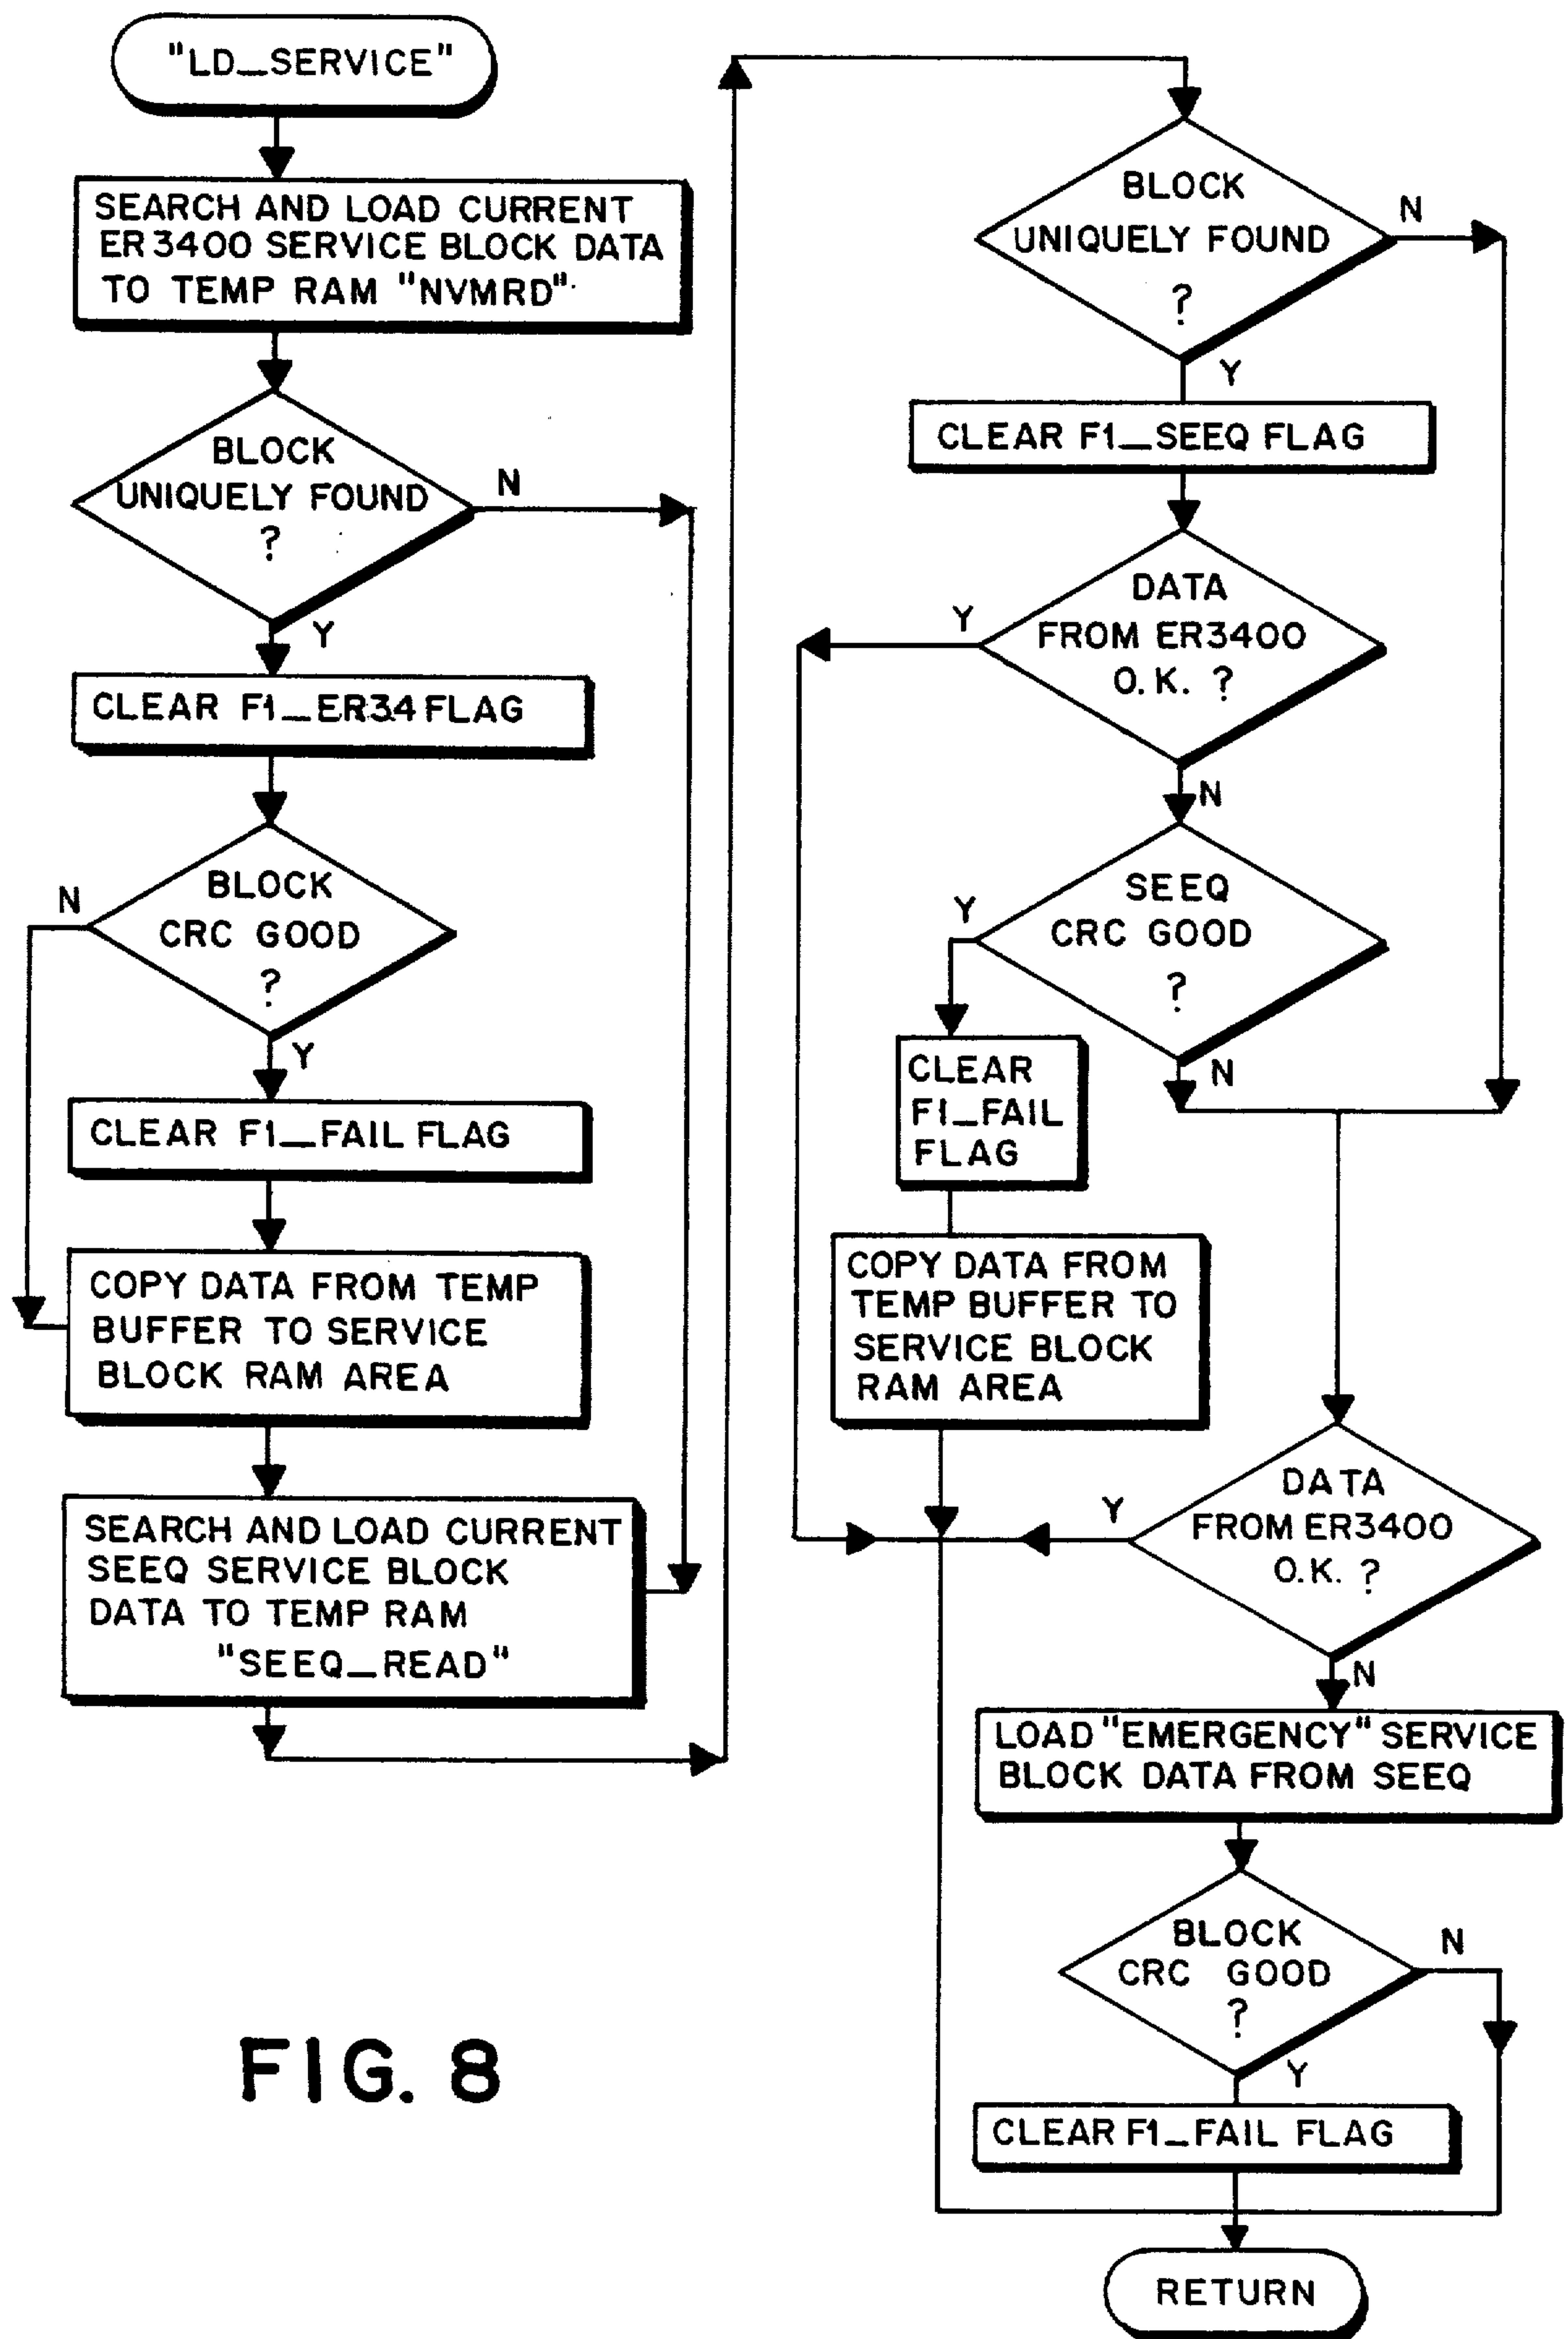 "LD_SERVICE"
SEARCH AND LOAD CURRENT
ER3400 SERVICE BLOCK DATA
TO TEMP RAM "NVMRD".
BLOCK
UNIQUELY FOUND
?
N
Y
CLEAR F1_ER34 FLAG
BLOCK
CRC GOOD
?
N
Y
CLEAR F1_FAIL FLAG
COPY DATA FROM TEMP
BUFFER TO SERVICE
BLOCK RAM AREA
SEARCH AND LOAD CURRENT
SEEQ SERVICE BLOCK
DATA TO TEMP RAM
"SEEQ_READ"
BLOCK
UNIQUELY FOUND
?
N
Y
CLEAR F1_SEEQ FLAG
DATA
FROM ER3400
O.K. ?
Y
N
SEEQ
CRC GOOD
?
Y
N
CLEAR
F1_FAIL
FLAG
COPY DATA FROM
TEMP BUFFER TO
SERVICE BLOCK
RAM AREA
DATA
FROM ER3400
O.K. ?
Y
N
LOAD "EMERGENCY" SERVICE
BLOCK DATA FROM SEEQ
BLOCK
CRC GOOD
?
N
Y
CLEAR F1_FAIL FLAG
RETURN
FIG. 8